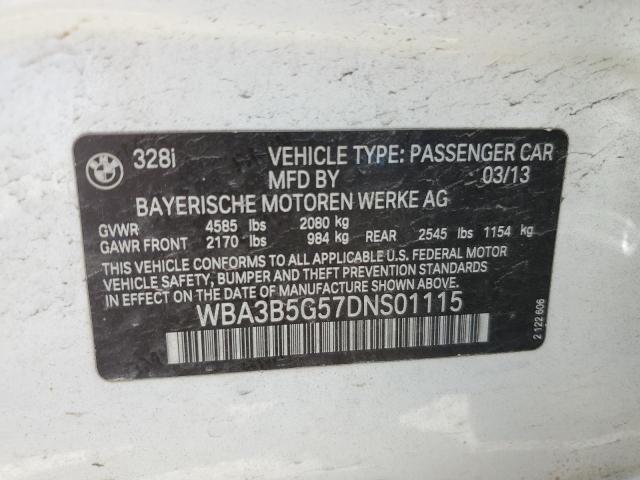 BMW 328i VEHICLE TYPE: PASSENGER CAR
MFD BY 03/13
BAYERISCHE MOTOREN WERKE AG
GVWR 4585 lbs 2080 kg
GAWR FRONT 2170 lbs 984 kg REAR 2545 lbs 1154 kg
THIS VEHICLE CONFORMS TO ALL APPLICABLE U.S. FEDERAL MOTOR
VEHICLE SAFETY, BUMPER AND THEFT PREVENTION STANDARDS
IN EFFECT ON THE DATE OF MANUFACTURE SHOWN ABOVE.
WBA3B5G57DNS01115
2 122 606